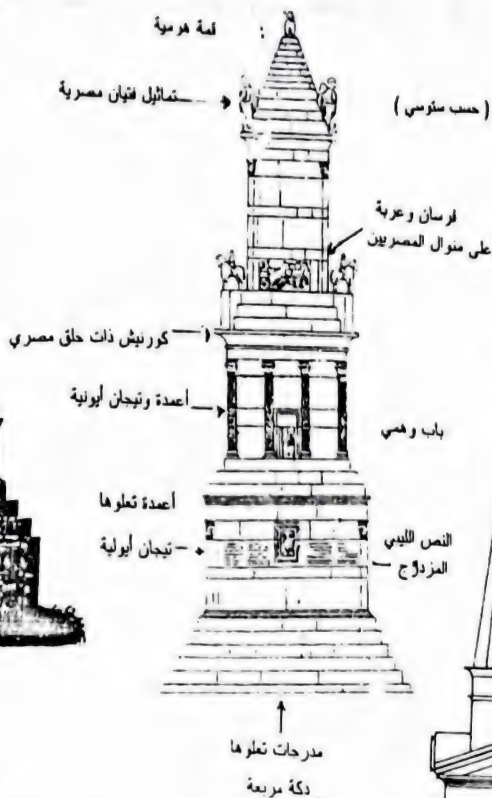 قمة هرمية :
تماثيل فتيان مصرية
( حسب ستوسي )
فرسان وعربة
على منوال المصريين
كورنيش ذات حلق مصري
أعمدة وتيجان أيونية
باب وهمي
أعمدة تعلوها
تيجان أيولية
النص الليبي
المزدوج
مدرجات تعلوها
دكة مربعة